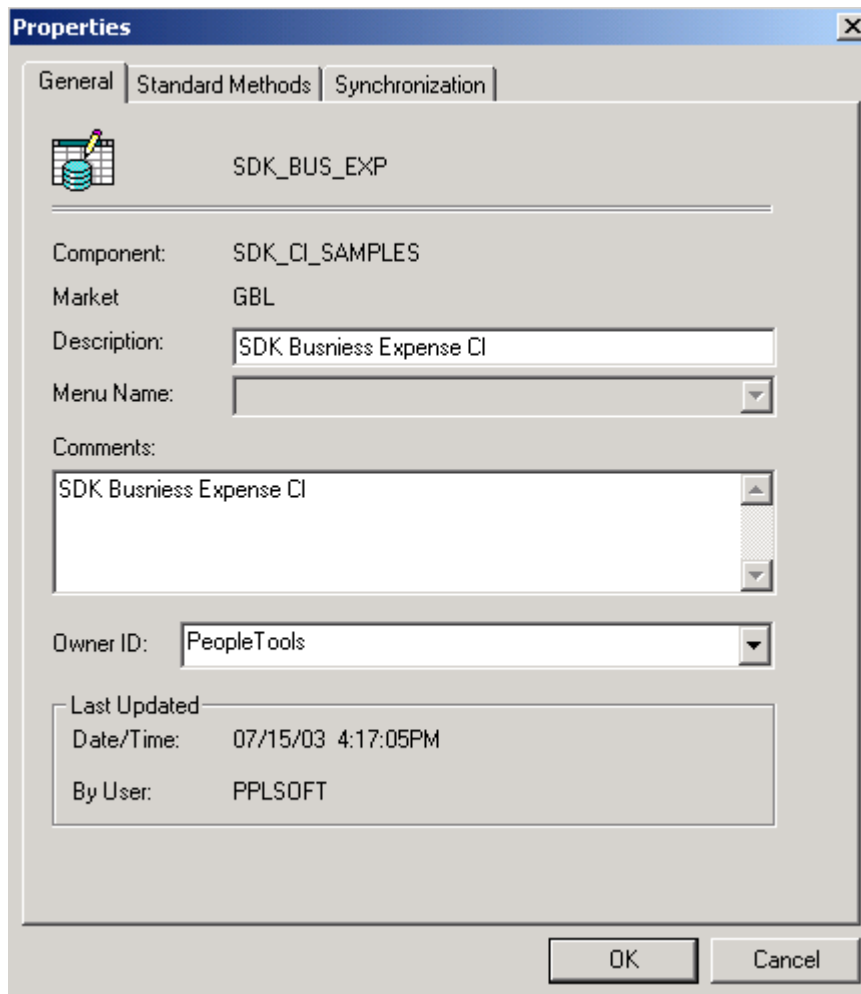 Properties
General Standard Methods Synchronization
SDK_BUS_EXP
Component: SDK_CI_SAMPLES
Market GBL
Description: SDK Busniess Expense CI
Menu Name:
Comments:
SDK Busniess Expense CI
Owner ID: PeopleTools
Last Updated
Date/Time: 07/15/03 4:17:05PM
By User: PPLSOFT
OK Cancel